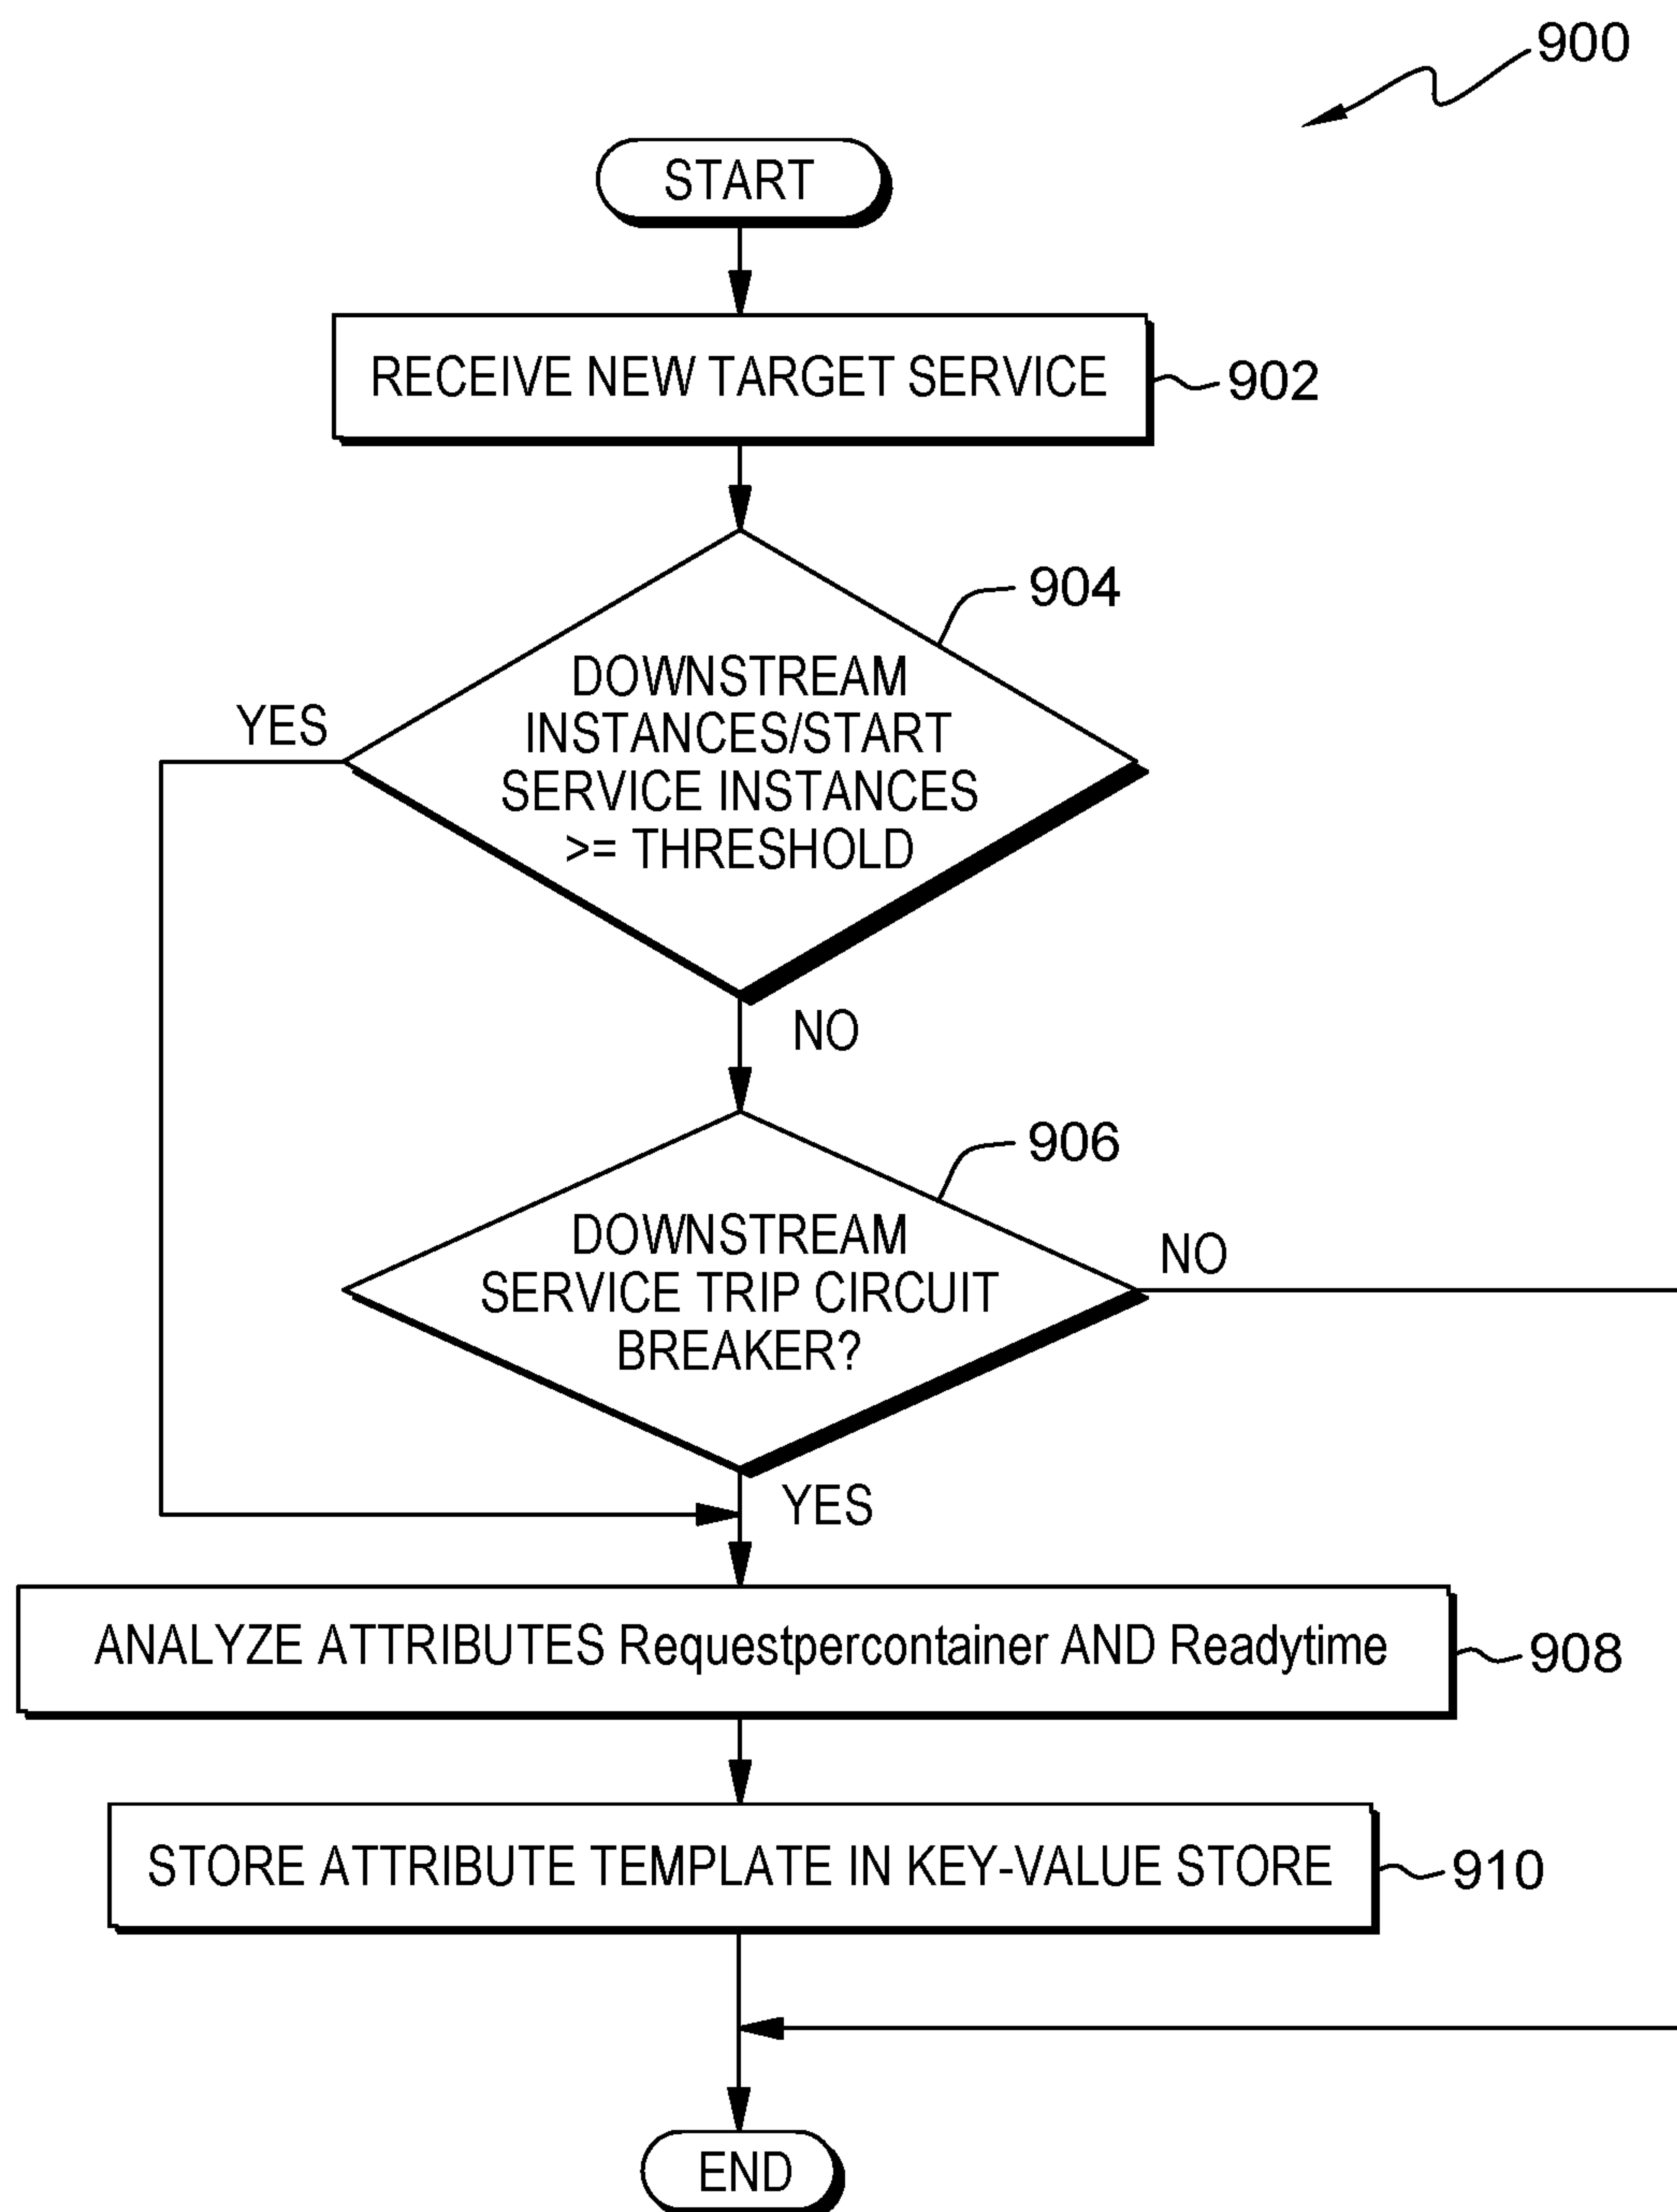 900
START
RECEIVE NEW TARGET SERVICE
902
904
DOWNSTREAM
INSTANCES/START
SERVICE INSTANCES
>= THRESHOLD
YES
NO
906
DOWNSTREAM
SERVICE TRIP CIRCUIT
BREAKER?
NO
YES
ANALYZE ATTRIBUTES Requestpercontainer AND Readytime
908
STORE ATTRIBUTE TEMPLATE IN KEY-VALUE STORE
910
END